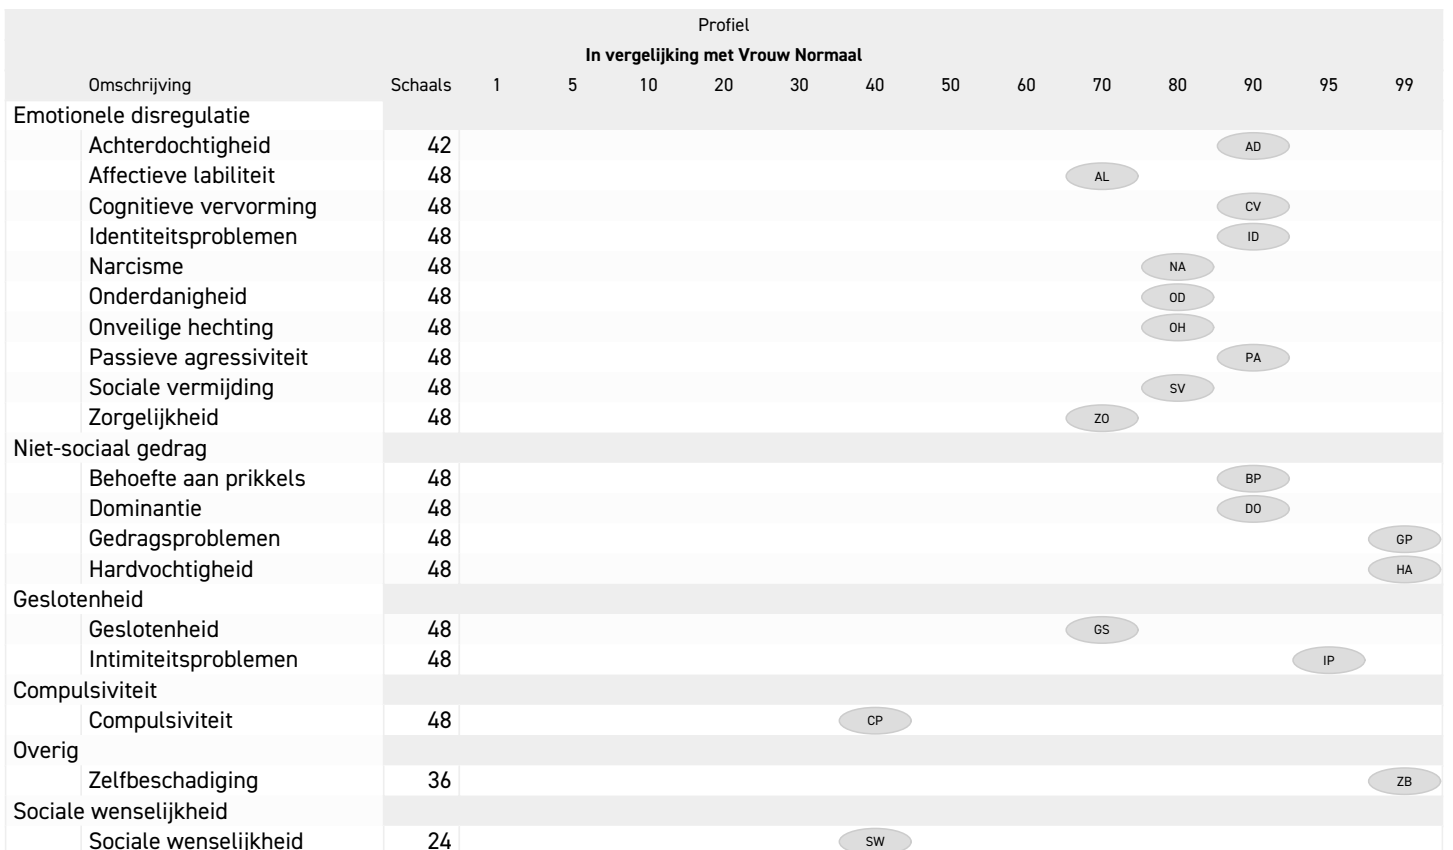 Profiel
In vergelijking met Vrouw Normaal
Omschrijving Schaals 1 5 10 20 30 40 50 60 70 80 90 95 99
Emotionele disregulatie
Achterdochtigheid 42 AD
Affectieve labiliteit 48 AL
Cognitieve vervorming 48 CV
Identiteitsproblemen 48 ID
Narcisme 48 NA
Onderdanigheid 48 OD
Onveilige hechting 48 OH
Passieve agressiviteit 48 PA
Sociale vermijding 48 SV
Zorgelijkheid 48 ZO
Niet-sociaal gedrag
Behoefte aan prikkels 48 BP
Dominantie 48 DO
Gedragsproblemen 48 GP
Hardvochtigheid 48 HA
Geslotenheid
Geslotenheid 48 GS
Intimiteitsproblemen 48 IP
Compulsiviteit
Compulsiviteit 48 CP
Overig
Zelfbeschadiging 36 ZB
Sociale wenselijkheid
Sociale wenselijkheid 24 SW